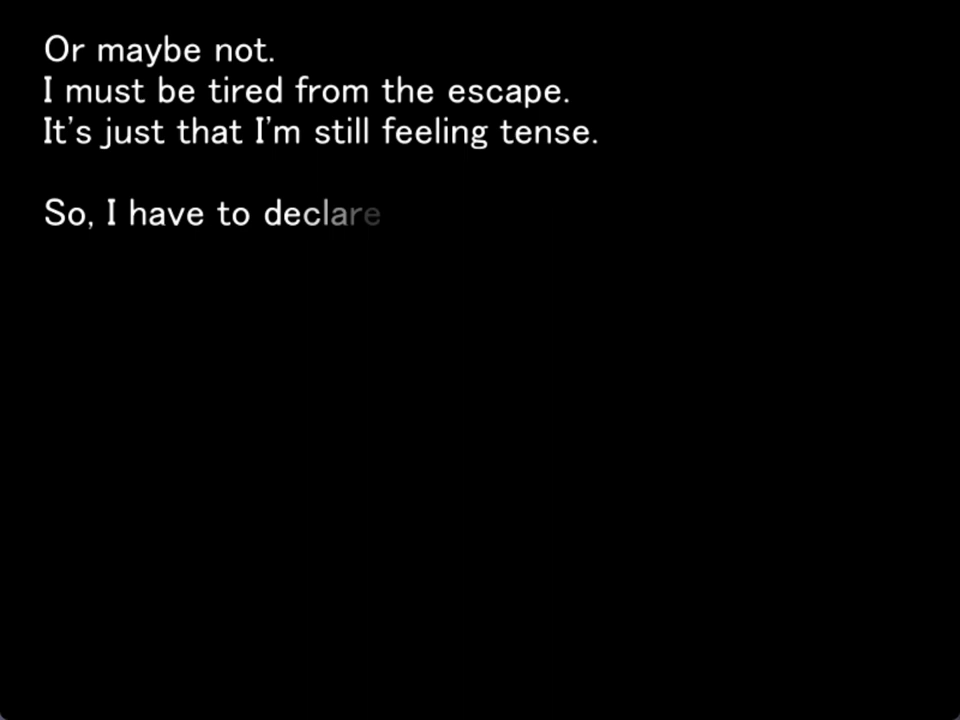 Or maybe not.
I must be tired from the escape.
It's just that I'm still feeling tense.
So, I have to declare